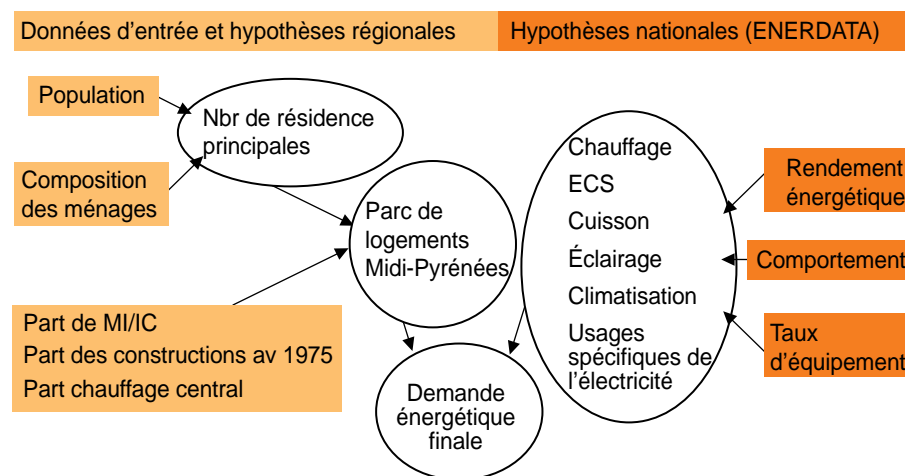 Données d'entrée et hypothèses régionales
Hypothèses nationales (ENERDATA)
Population
Nbr de résidence
principales
Composition
des ménages
Parc de
logements
Midi-Pyrénées
Chauffage
ECS
Cuisson
Éclairage
Climatisation
Usages
spécifiques de
l'électricité
Rendement
énergétique
Comportement
Taux
d'équipement
Part de MI/IC
Part des constructions av 1975
Part chauffage central
Demande
énergétique
finale